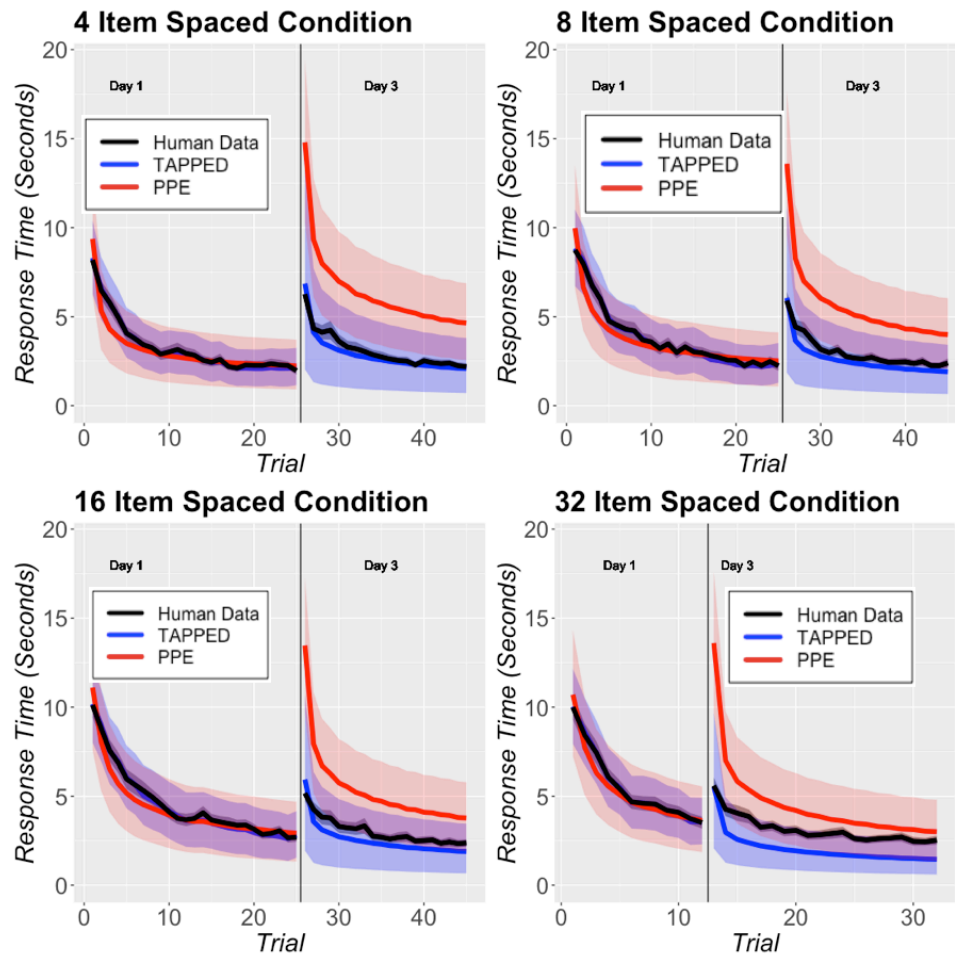 4 Item Spaced Condition
Response Time (Seconds)
20
15
10
5
0
Day 1
Day 3
Human Data
TAPPED
PPE
0
10
20
30
40
Trial
8 Item Spaced Condition
Response Time (Seconds)
20
15
10
5
0
Day 1
Day 3
Human Data
TAPPED
PPE
0
10
20
30
40
Trial
16 Item Spaced Condition
Response Time (Seconds)
20
15
10
5
0
Day 1
Day 3
Human Data
TAPPED
PPE
0
10
20
30
40
Trial
32 Item Spaced Condition
Response Time (Seconds)
20
15
10
5
0
Day 1
Day 3
Human Data
TAPPED
PPE
0
10
20
30
Trial